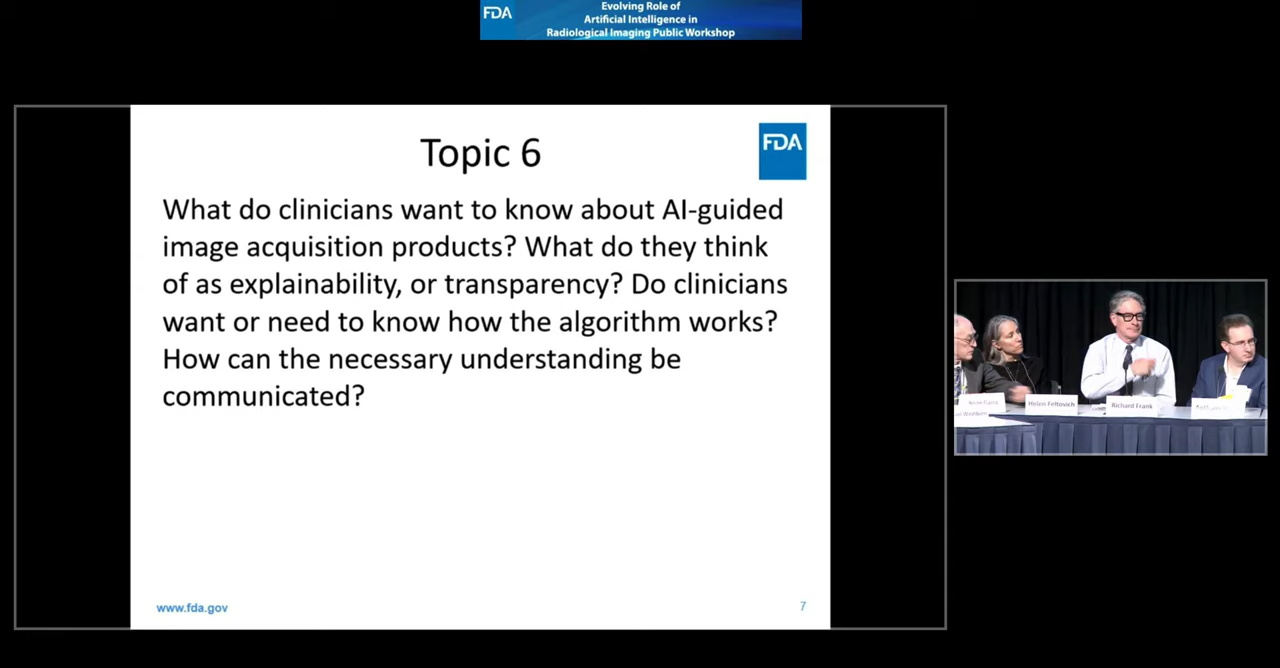 FDA
Evolving Role of
Artificial Intelligence in
Radiological Imaging Public Workshop
Topic 6
FDA
What do clinicians want to know about AI-guided
image acquisition products? What do they think
of as explainability, or transparency? Do clinicians
want or need to know how the algorithm works?
How can the necessary understanding be
communicated?
www.fda.gov
7
Helen Feltovich
Richard Frank